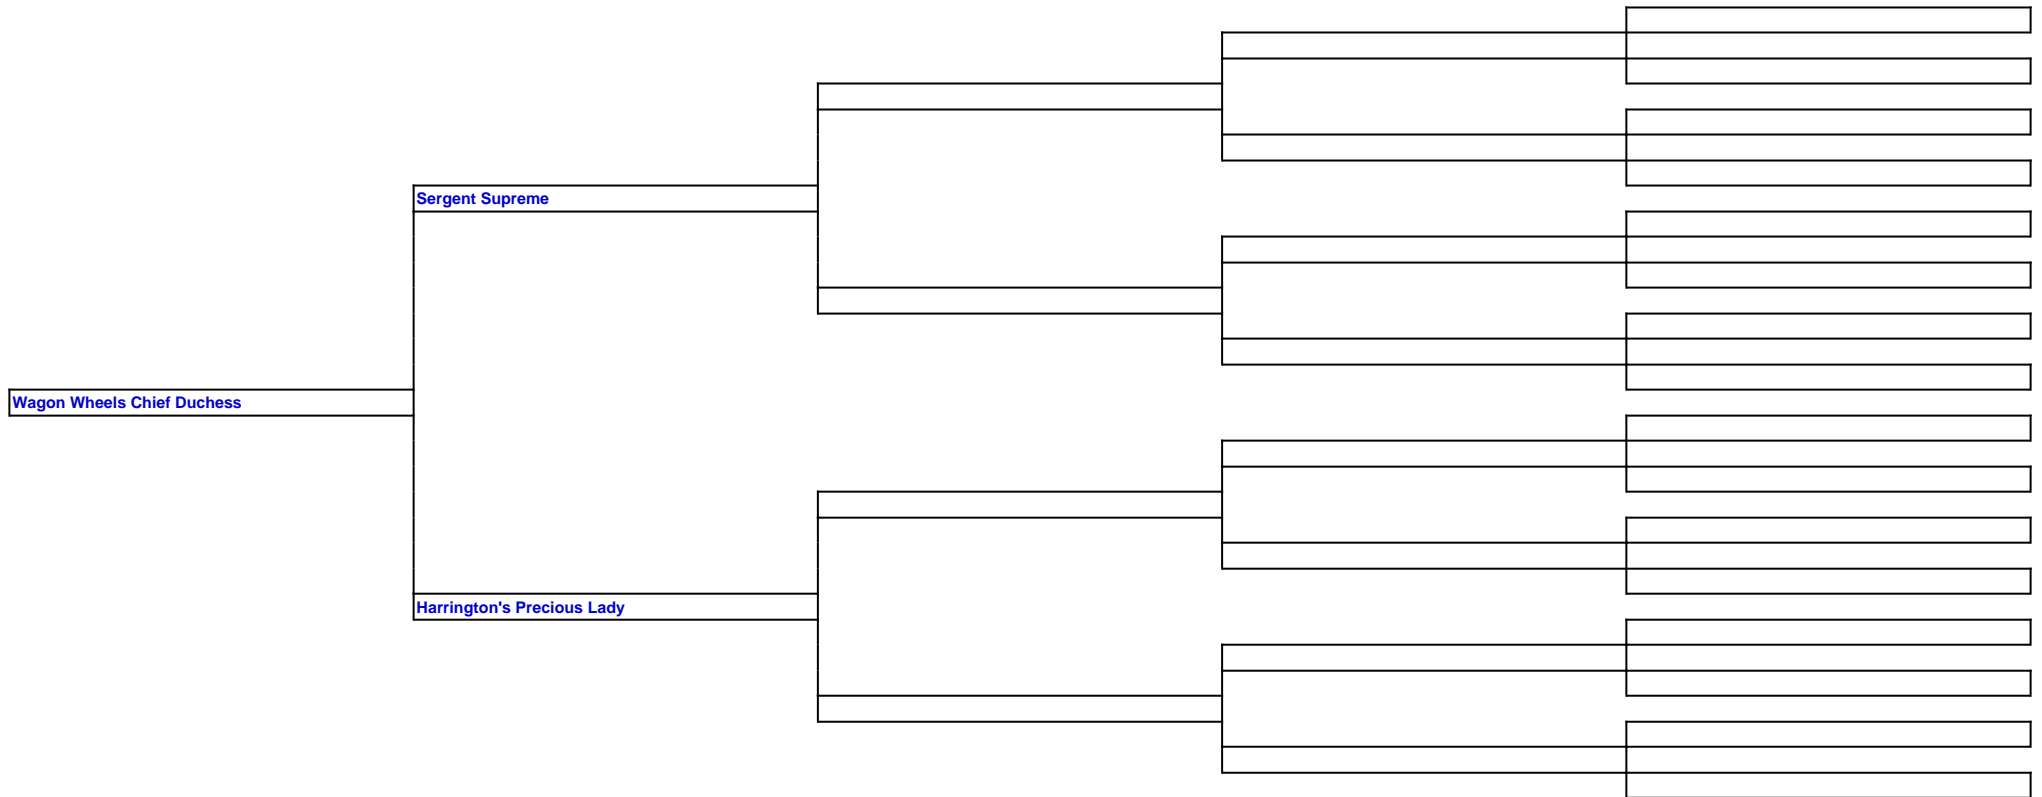 Sergent Supreme
Wagon Wheels Chief Duchess
Harrington's Precious Lady